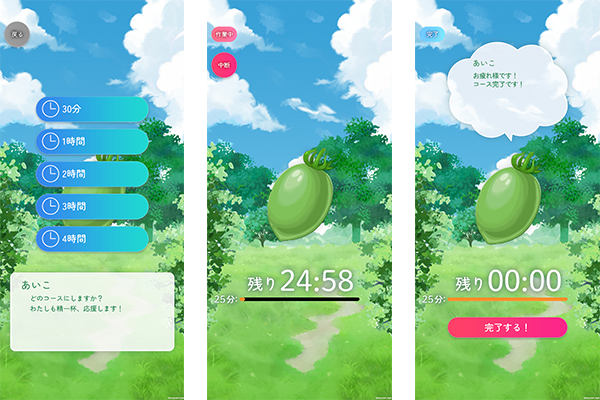 戻る
30分
1時間
2時間
3時間
4時間
あいこ
どのコースにしますか？
わたしも精一杯、応援します！
作業中
中断
残り24:58
25分:
完了
あいこ
お疲れ様です！
コース完了です！
残り00:00
25分:
完了する！